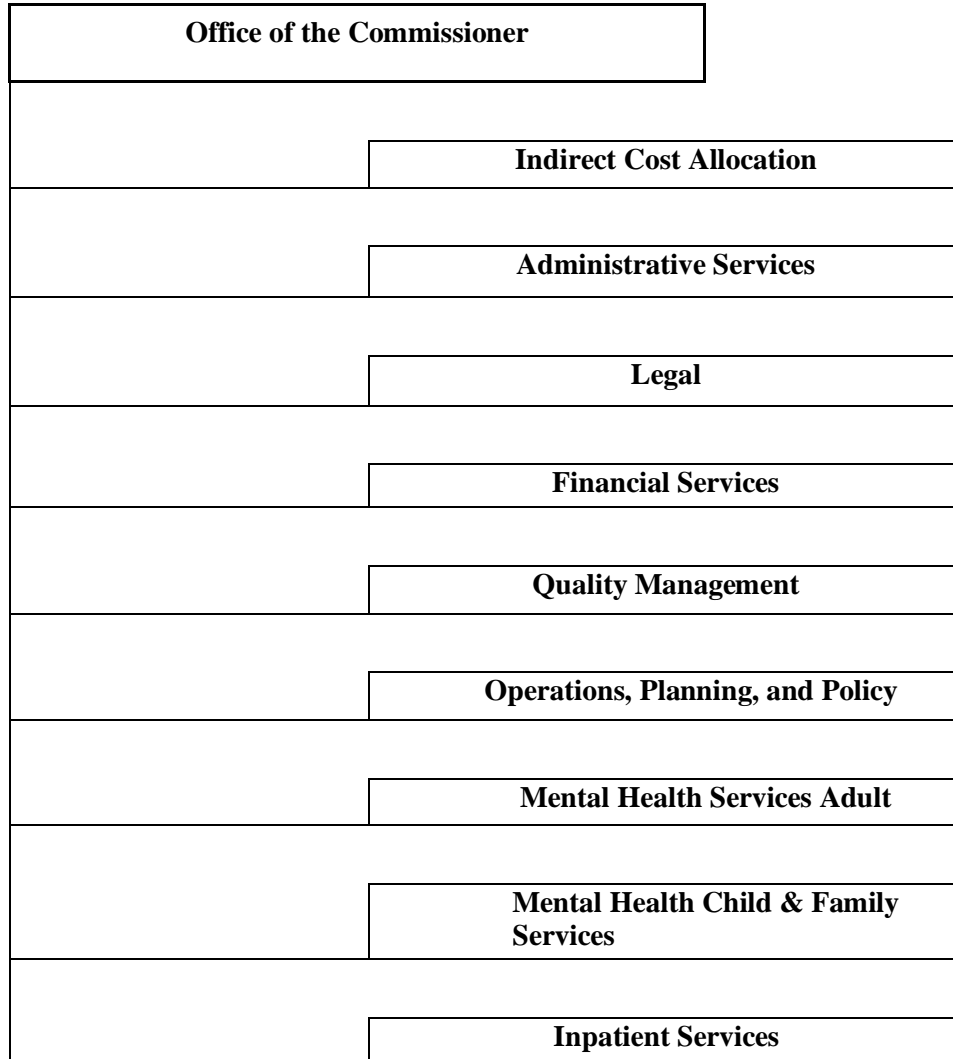 Office of the Commissioner
Indirect Cost Allocation
Administrative Services
Legal
Financial Services
Quality Management
Operations, Planning, and Policy
Mental Health Services Adult
Mental Health Child & Family
Services
Inpatient Services